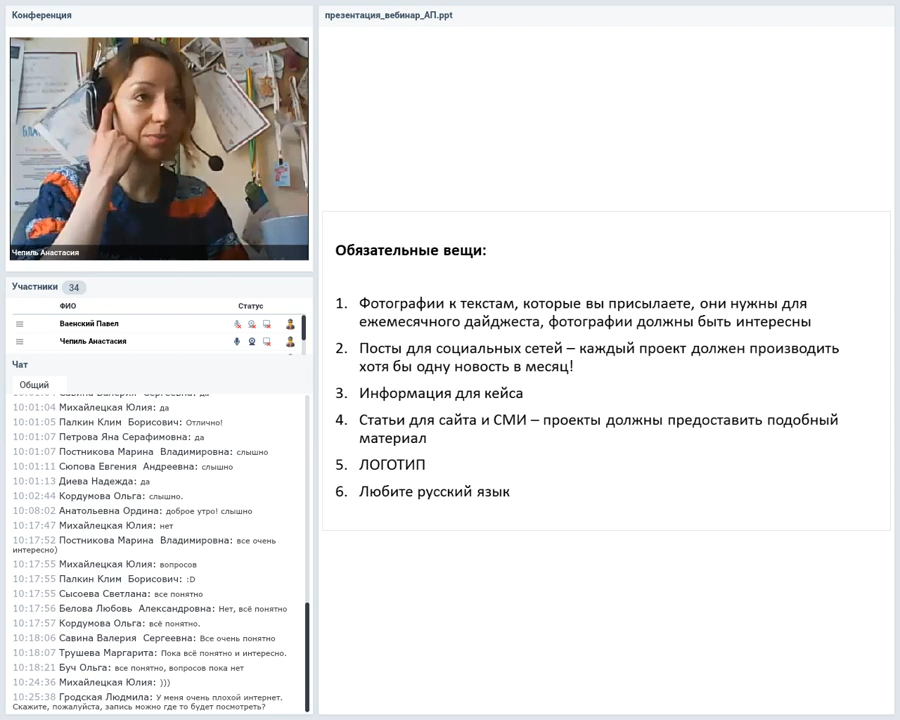 Конференция
БЛА
Чепиль Анастасия
Участники 34
ФИО Статус
Ваенский Павел
Чепиль Анастасия
Чат
Общий
10:01:04 Михайлецкая Юлия: да
10:01:05 Палкин Клим Борисович: Отлично!
10:01:07 Петрова Яна Серафимовна: да
10:01:07 Постникова Марина Владимировна: слышно
10:01:11 Сюпова Евгения Андреевна: слышно
10:01:13 Диева Надежда: да
10:02:44 Кордумова Ольга: слышно.
10:08:02 Анатольевна Ордина: доброе утро! слышно
10:17:47 Михайлецкая Юлия: нет
10:17:52 Постникова Марина Владимировна: все очень
интересно)
10:17:55 Михайлецкая Юлия: вопросов
10:17:55 Палкин Клим Борисович: :D
10:17:55 Сысоева Светлана: все понятно
10:17:56 Белова Любовь Александровна: Нет, всё понятно
10:17:57 Кордумова Ольга: всё понятно.
10:18:06 Савина Валерия Сергеевна: Все очень понятно
10:18:07 Трушева Маргарита: Пока всё понятно и интересно.
10:18:21 Буч Ольга: все понятно, вопросов пока нет
10:24:36 Михайлецкая Юлия: )))
10:25:38 Гродская Людмила: У меня очень плохой интернет.
Скажите, пожалуйста, запись можно где то будет посмотреть?
презентация_вебинар_АП.ppt
Обязательные вещи:
1. Фотографии к текстам, которые вы присылаете, они нужны для
ежемесячного дайджеста, фотографии должны быть интересны
2. Посты для социальных сетей – каждый проект должен производить
хотя бы одну новость в месяц!
3. Информация для кейса
4. Статьи для сайта и СМИ – проекты должны предоставить подобный
материал
5. ЛОГОТИП
6. Любите русский язык